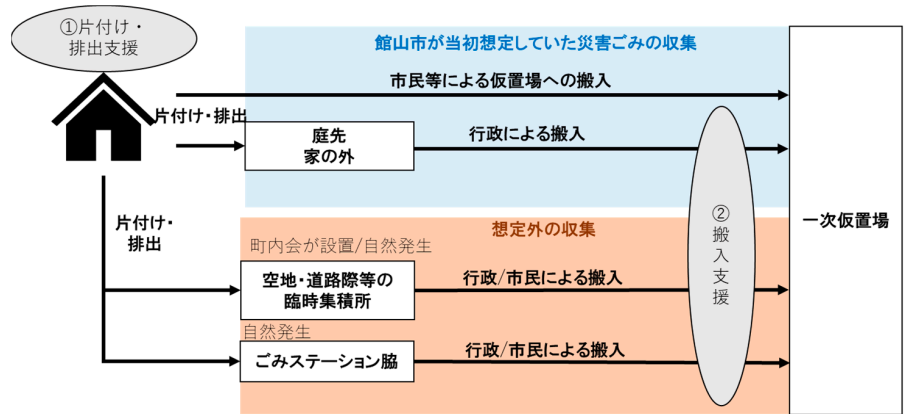 ①片付け・
排出支援
館山市が当初想定していた災害ごみの収集
市民等による仮置場への搬入
片付け・排出
庭先
家の外
行政による搬入
片付け・
排出
②
搬
入
支
援
一次仮置場
想定外の収集
町内会が設置/自然発生
空地・道路際等の
臨時集積所
行政/市民による搬入
自然発生
ごみステーション脇
行政/市民による搬入